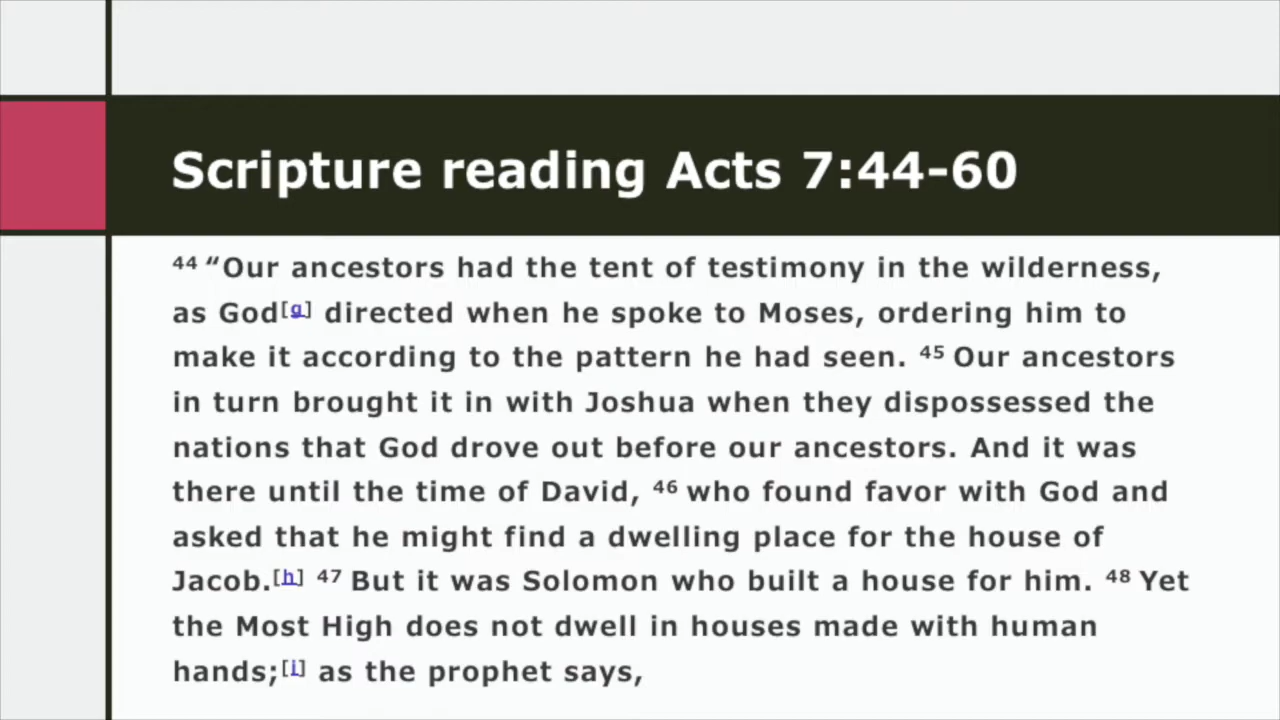 Scripture reading Acts 7:44-60
44 “Our ancestors had the tent of testimony in the wilderness,
as God[g] directed when he spoke to Moses, ordering him to
make it according to the pattern he had seen. 45 Our ancestors
in turn brought it in with Joshua when they dispossessed the
nations that God drove out before our ancestors. And it was
there until the time of David, 46 who found favor with God and
asked that he might find a dwelling place for the house of
Jacob.[h] 47 But it was Solomon who built a house for him. 48 Yet
the Most High does not dwell in houses made with human
hands;[i] as the prophet says,